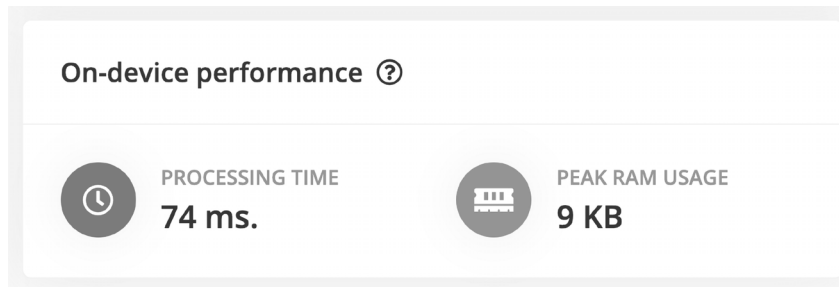 On-device performance ?
PROCESSING TIME
74 ms.
PEAK RAM USAGE
9 KB